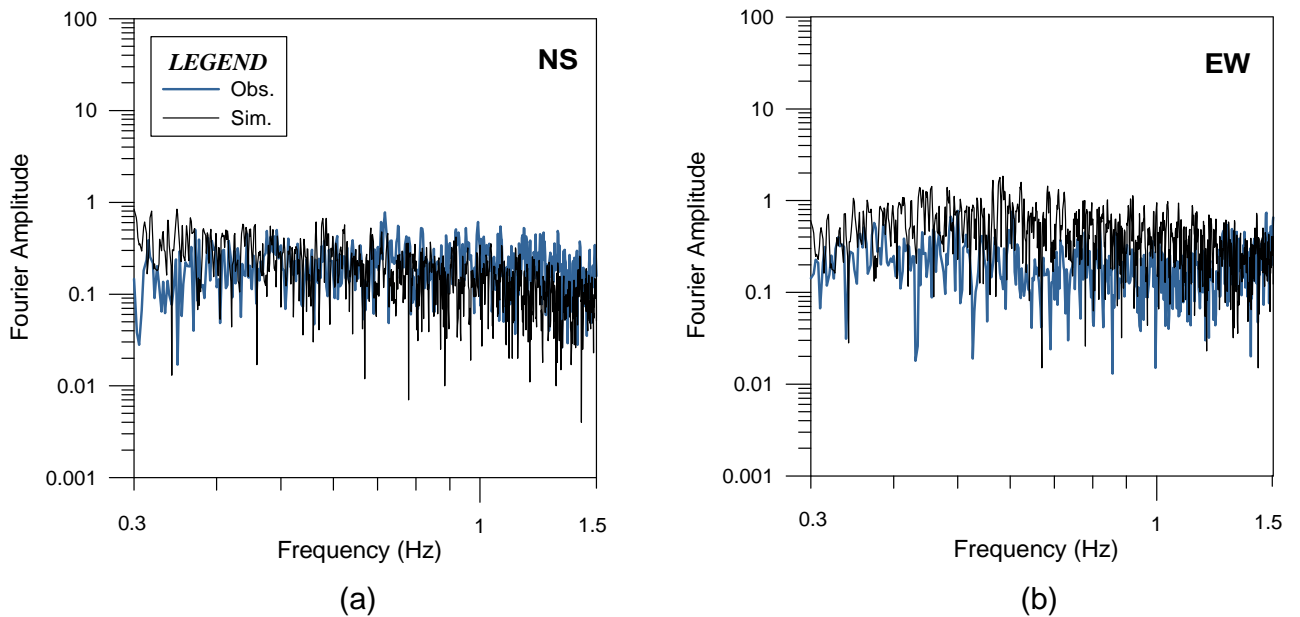 100
10
1
0.1
0.01
0.001
Fourier Amplitude
LEGEND
Obs.
Sim.
NS
0.3
1
1.5
Frequency (Hz)
(a)
100
10
1
0.1
0.01
0.001
Fourier Amplitude
EW
0.3
1
1.5
Frequency (Hz)
(b)